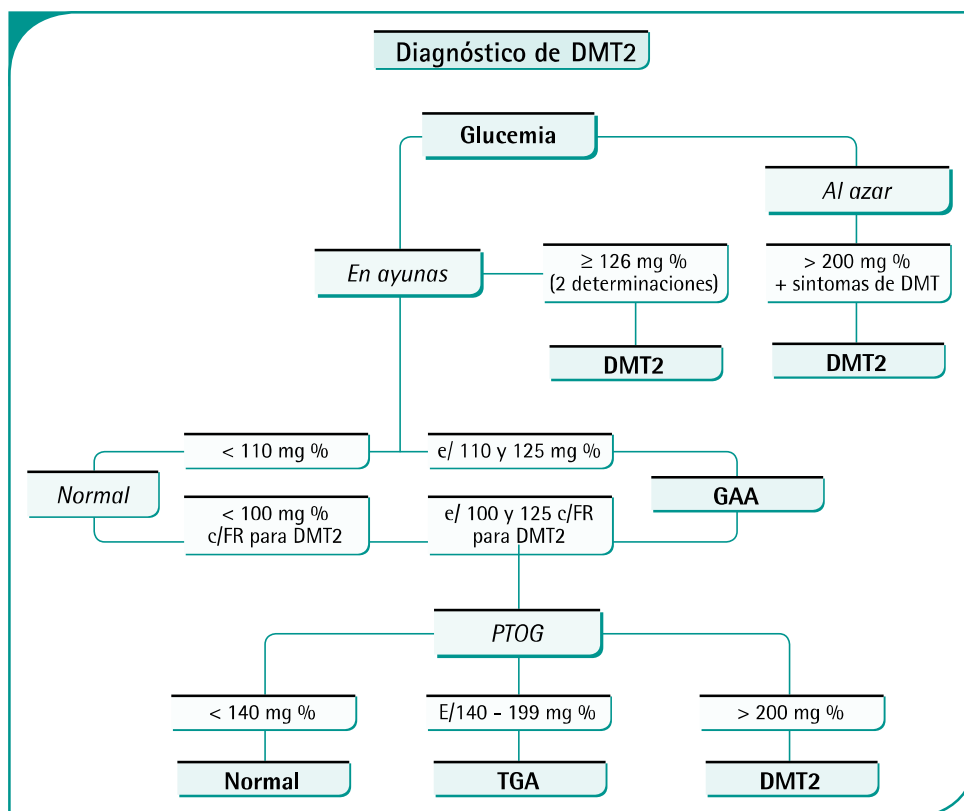 Diagnóstico de DMT2
Glucemia
Al azar
En ayunas
≥ 126 mg %
(2 determinaciones)
> 200 mg %
+ sintomas de DMT
DMT2
DMT2
< 110 mg %
e/ 110 y 125 mg %
Normal
GAA
< 100 mg %
c/FR para DMT2
e/ 100 y 125 c/FR
para DMT2
PTOG
< 140 mg %
E/140 - 199 mg %
> 200 mg %
Normal
TGA
DMT2